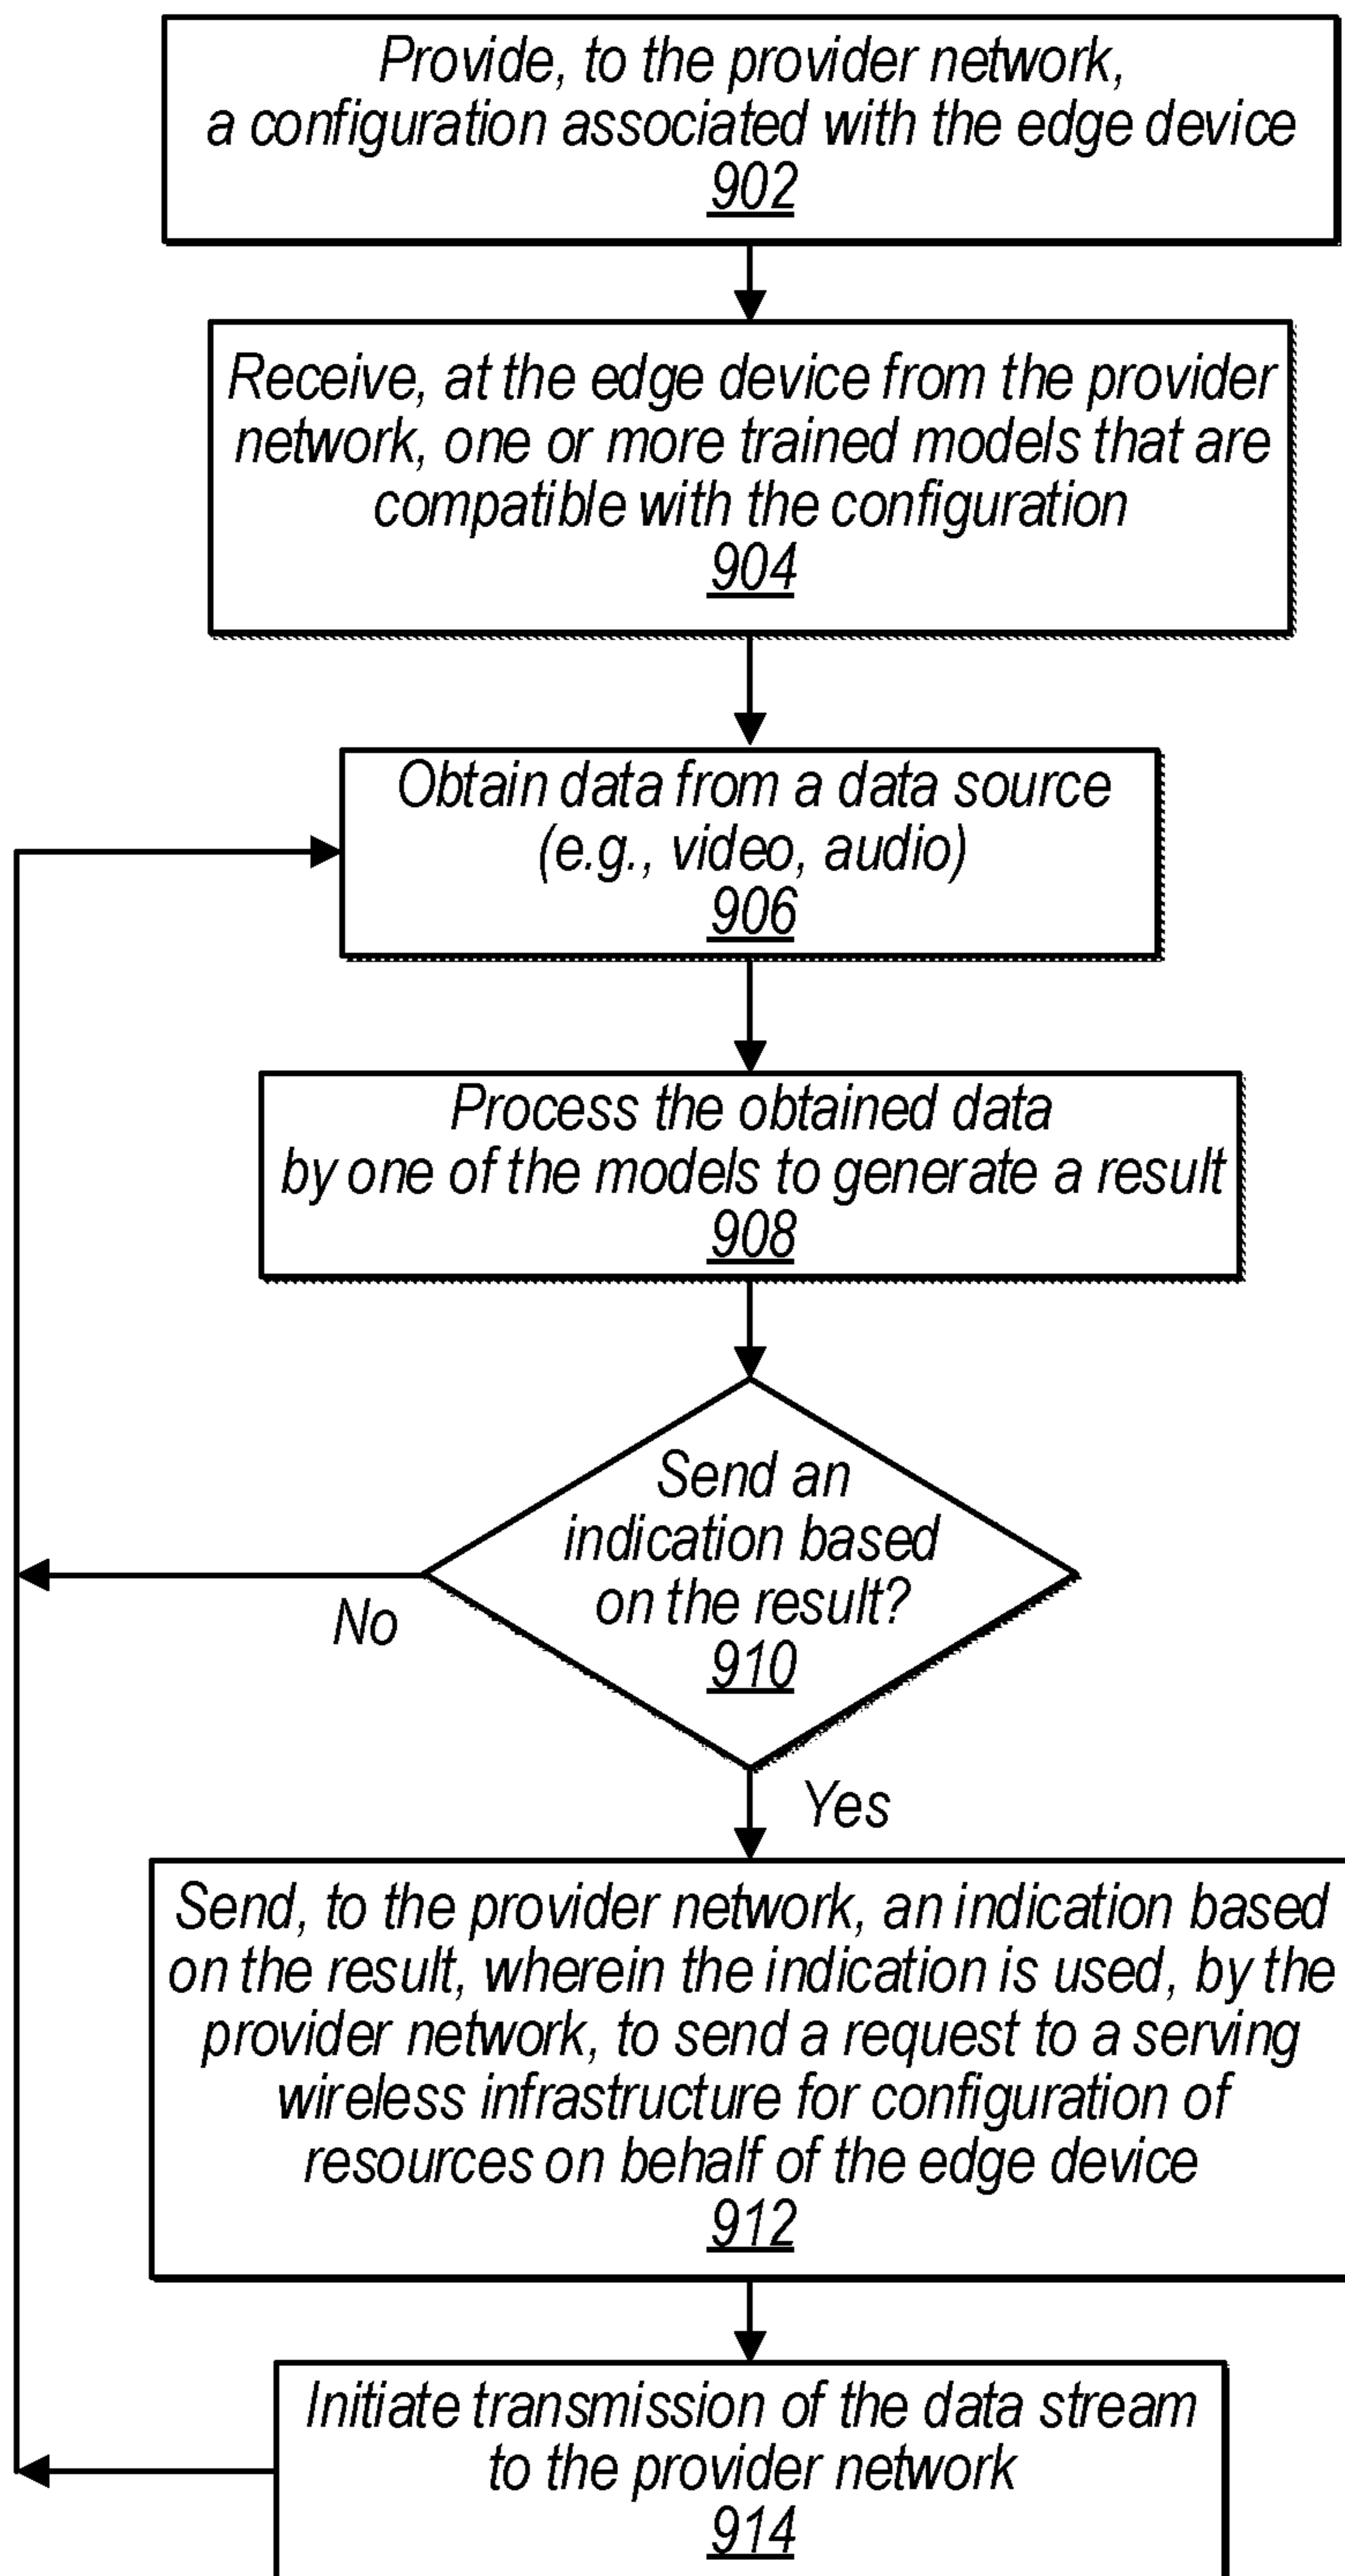 Provide, to the provider network,
a configuration associated with the edge device
902
Receive, at the edge device from the provider
network, one or more trained models that are
compatible with the configuration
904
Obtain data from a data source
(e.g., video, audio)
906
Process the obtained data
by one of the models to generate a result
908
Send an
indication based
on the result?
910
No
Yes
Send, to the provider network, an indication based
on the result, wherein the indication is used, by the
provider network, to send a request to a serving
wireless infrastructure for configuration of
resources on behalf of the edge device
912
Initiate transmission of the data stream
to the provider network
914